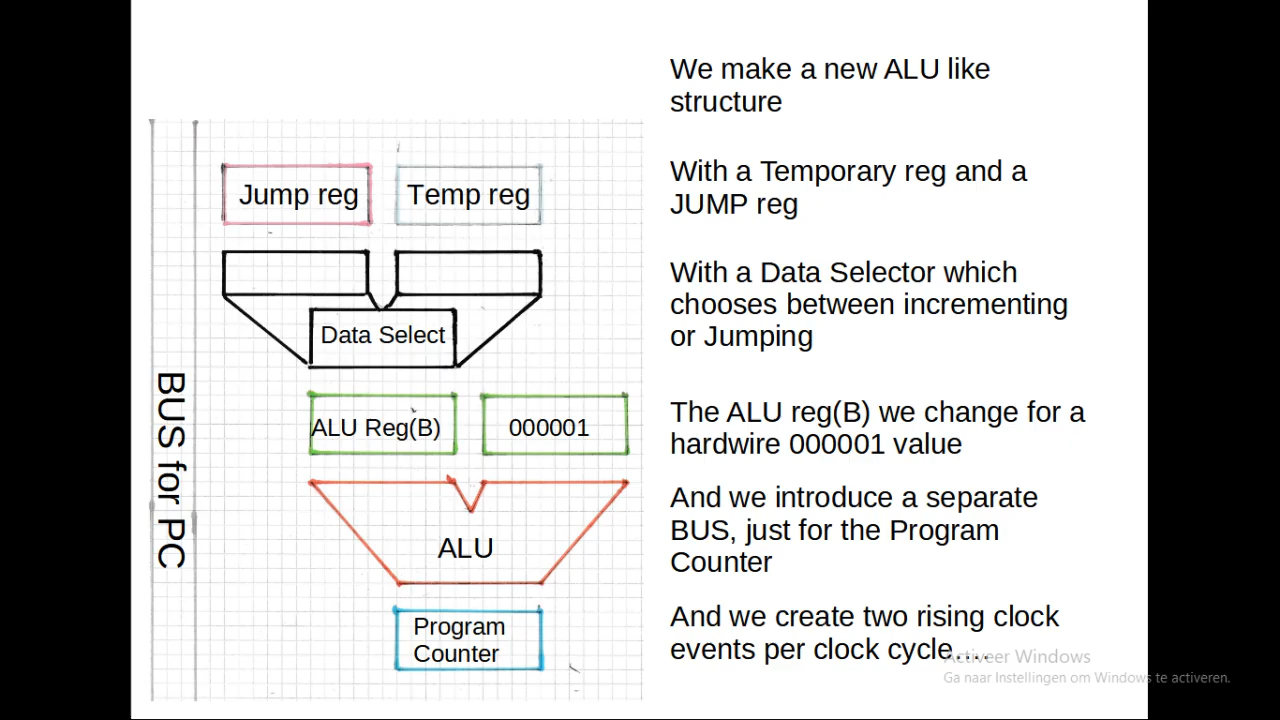 We make a new ALU like
structure
With a Temporary reg and a
JUMP reg
With a Data Selector which
chooses between incrementing
or Jumping
The ALU reg(B) we change for a
hardwire 000001 value
And we introduce a separate
BUS, just for the Program
Counter
And we create two rising clock
events per clock cycle....
Jump reg
Temp reg
Data Select
ALU Reg(B)
000001
ALU
Program
Counter
BUS for PC
Activeer Windows
Ga naar Instellingen om Windows te activeren.